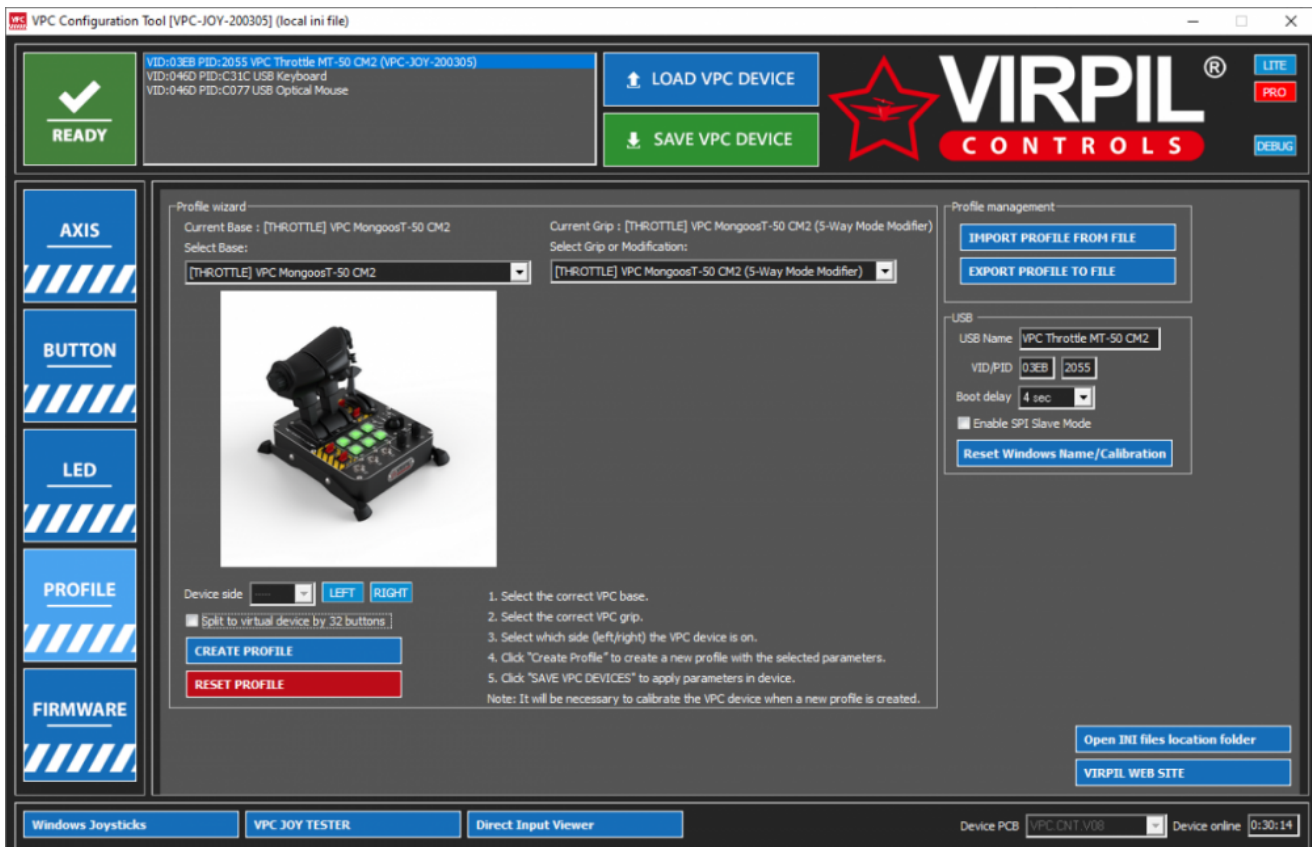 VPC Configuration Tool [VPC-JOY-200305] (local ini file)
READY
VID:03EB PID:2055 VPC Throttle MT-50 CM2 (VPC-JOY-200305)
VID:046D PID:C31C USB Keyboard
VID:046D PID:C077 USB Optical Mouse
LOAD VPC DEVICE
SAVE VPC DEVICE
VIRPIL ®
CONTROLS
LITE
PRO
DEBUG
AXIS
BUTTON
LED
PROFILE
FIRMWARE
Profile wizard
Current Base : [THROTTLE] VPC MongoosT-50 CM2
Current Grip : [THROTTLE] VPC MongoosT-50 CM2 (5-Way Mode Modifier)
Select Base:
Select Grip or Modification:
[THROTTLE] VPC MongoosT-50 CM2
[THROTTLE] VPC MongoosT-50 CM2 (5-Way Mode Modifier)
Device side ---- LEFT RIGHT
Split to virtual device by 32 buttons
CREATE PROFILE
RESET PROFILE
1. Select the correct VPC base.
2. Select the correct VPC grip.
3. Select which side (left/right) the VPC device is on.
4. Click "Create Profile" to create a new profile with the selected parameters.
5. Click "SAVE VPC DEVICES" to apply parameters in device.
Note: It will be necessary to calibrate the VPC device when a new profile is created.
Profile management
IMPORT PROFILE FROM FILE
EXPORT PROFILE TO FILE
USB
USB Name VPC Throttle MT-50 CM2
VID/PID 03EB 2055
Boot delay 4 sec
Enable SPI Slave Mode
Reset Windows Name/Calibration
Open INI files location folder
VIRPIL WEB SITE
Windows Joysticks
VPC JOY TESTER
Direct Input Viewer
Device PCB VPC.CNT.V08
Device online 0:30:14